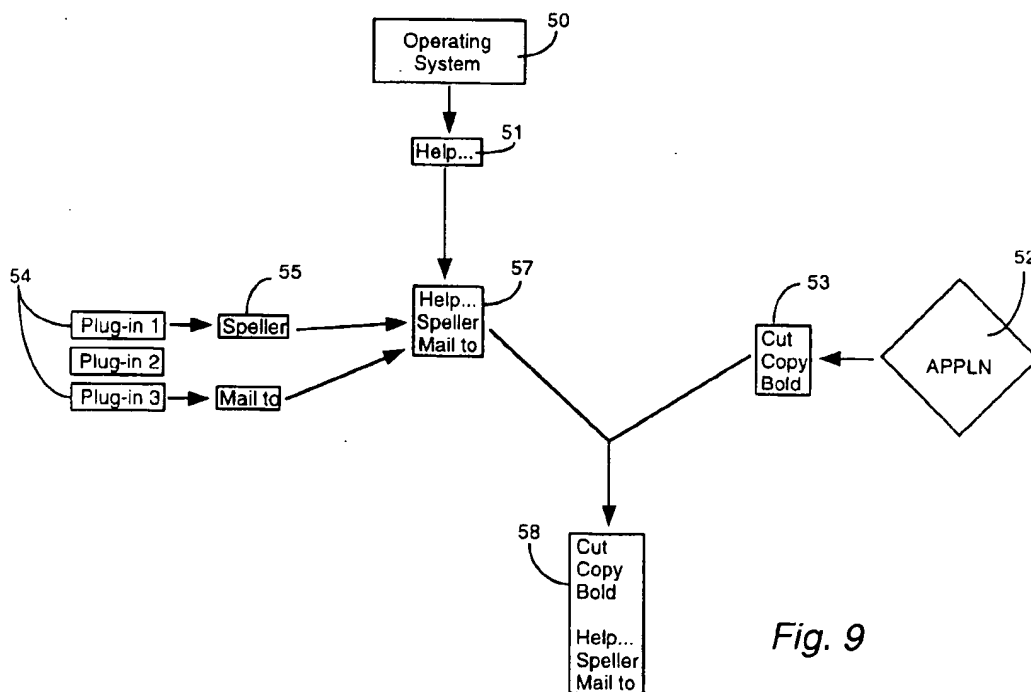 50
Operating
System
51
Help...
54
55
57
52
53
Plug-in 1
Speller
Help...
Speller
Mail to
Plug-in 2
Plug-in 3
Mail to
Cut
Copy
Bold
APPLN
58
Cut
Copy
Bold
Help...
Speller
Mail to
Fig. 9